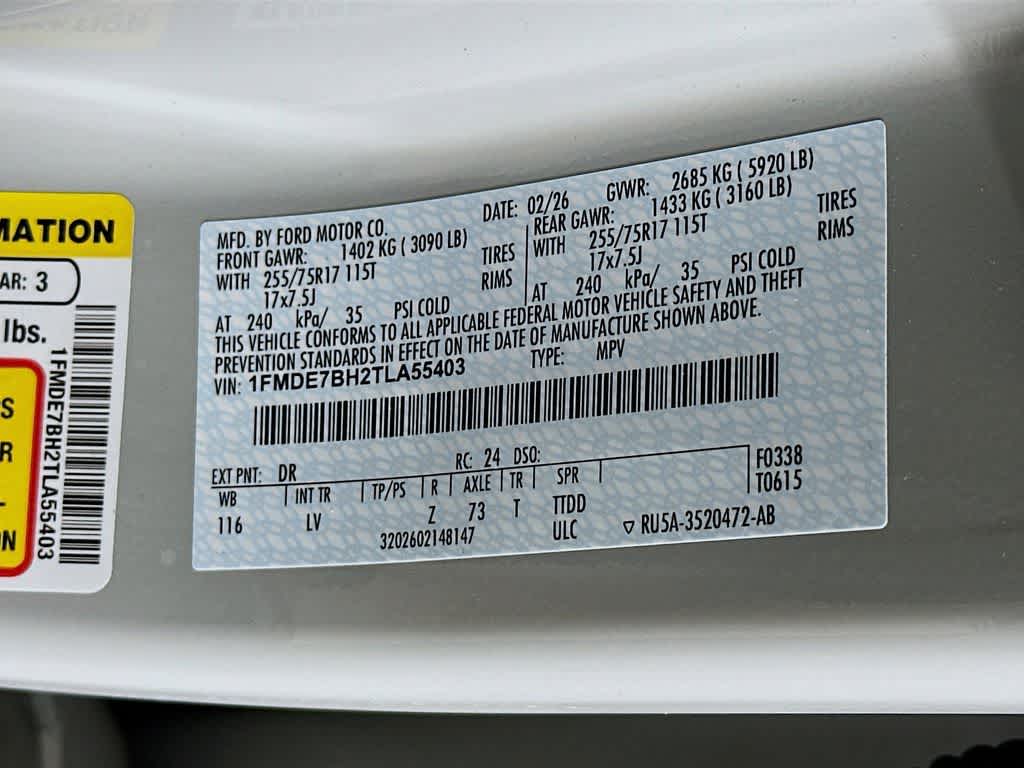 MATION
AR: 3
lbs.
1FMDE7BH2TLA55403
MFD. BY FORD MOTOR CO.
DATE: 02/26 GVWR: 2685 KG ( 5920 LB)
FRONT GAWR: 1402 KG ( 3090 LB)
WITH 255/75R17 115T TIRES
17x7.5J RIMS
AT 240 kPa/ 35 PSI COLD
REAR GAWR: 1433 KG ( 3160 LB)
WITH 255/75R17 115T TIRES
17x7.5J RIMS
AT 240 kPa/ 35 PSI COLD
THIS VEHICLE CONFORMS TO ALL APPLICABLE FEDERAL MOTOR VEHICLE SAFETY AND THEFT
PREVENTION STANDARDS IN EFFECT ON THE DATE OF MANUFACTURE SHOWN ABOVE.
VIN: 1FMDE7BH2TLA55403 TYPE: MPV
EXT PNT: DR RC: 24 DSO:
WB INT TR TP/PS R AXLE TR SPR
116 LV Z 73 T TTDD
ULC
F0338
T0615
3202602148147
▽ RU5A-3520472-AB